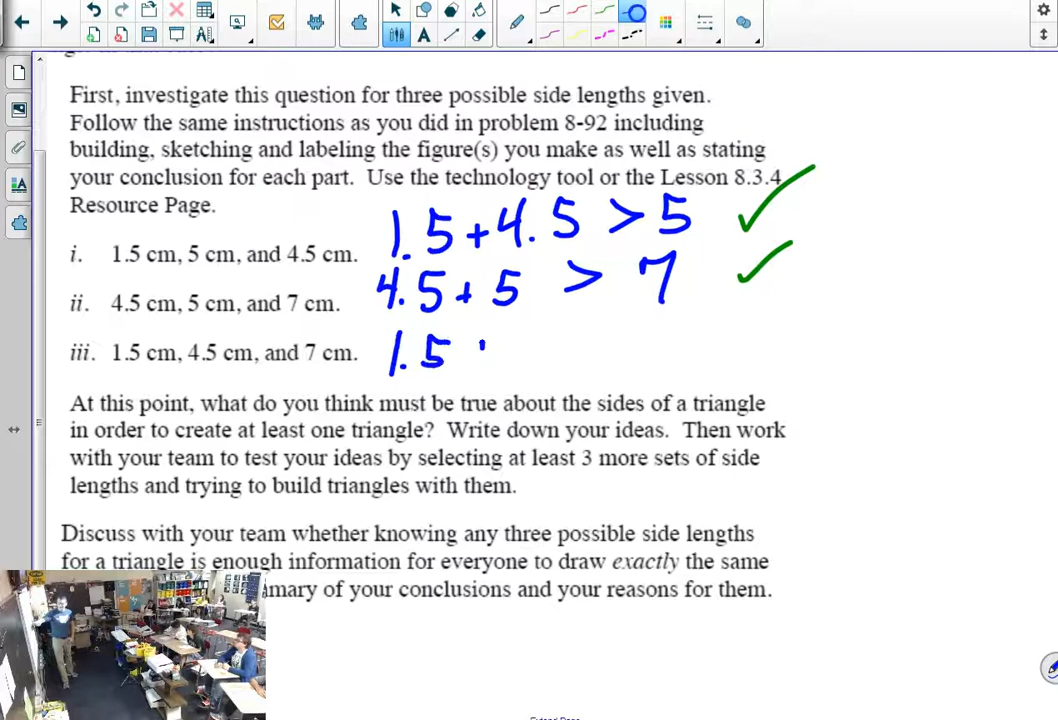 First, investigate this question for three possible side lengths given.
Follow the same instructions as you did in problem 8-92 including
building, sketching and labeling the figure(s) you make as well as stating
your conclusion for each part. Use the technology tool or the Lesson 8.3.4
Resource Page.
1.5+4.5 > 5
i. 1.5 cm, 5 cm, and 4.5 cm.
4.5+5 > 7
ii. 4.5 cm, 5 cm, and 7 cm.
iii. 1.5 cm, 4.5 cm, and 7 cm. 1.5
At this point, what do you think must be true about the sides of a triangle
in order to create at least one triangle? Write down your ideas. Then work
with your team to test your ideas by selecting at least 3 more sets of side
lengths and trying to build triangles with them.
Discuss with your team whether knowing any three possible side lengths
for a triangle is enough information for everyone to draw exactly the same
of your conclusions and your reasons for them.